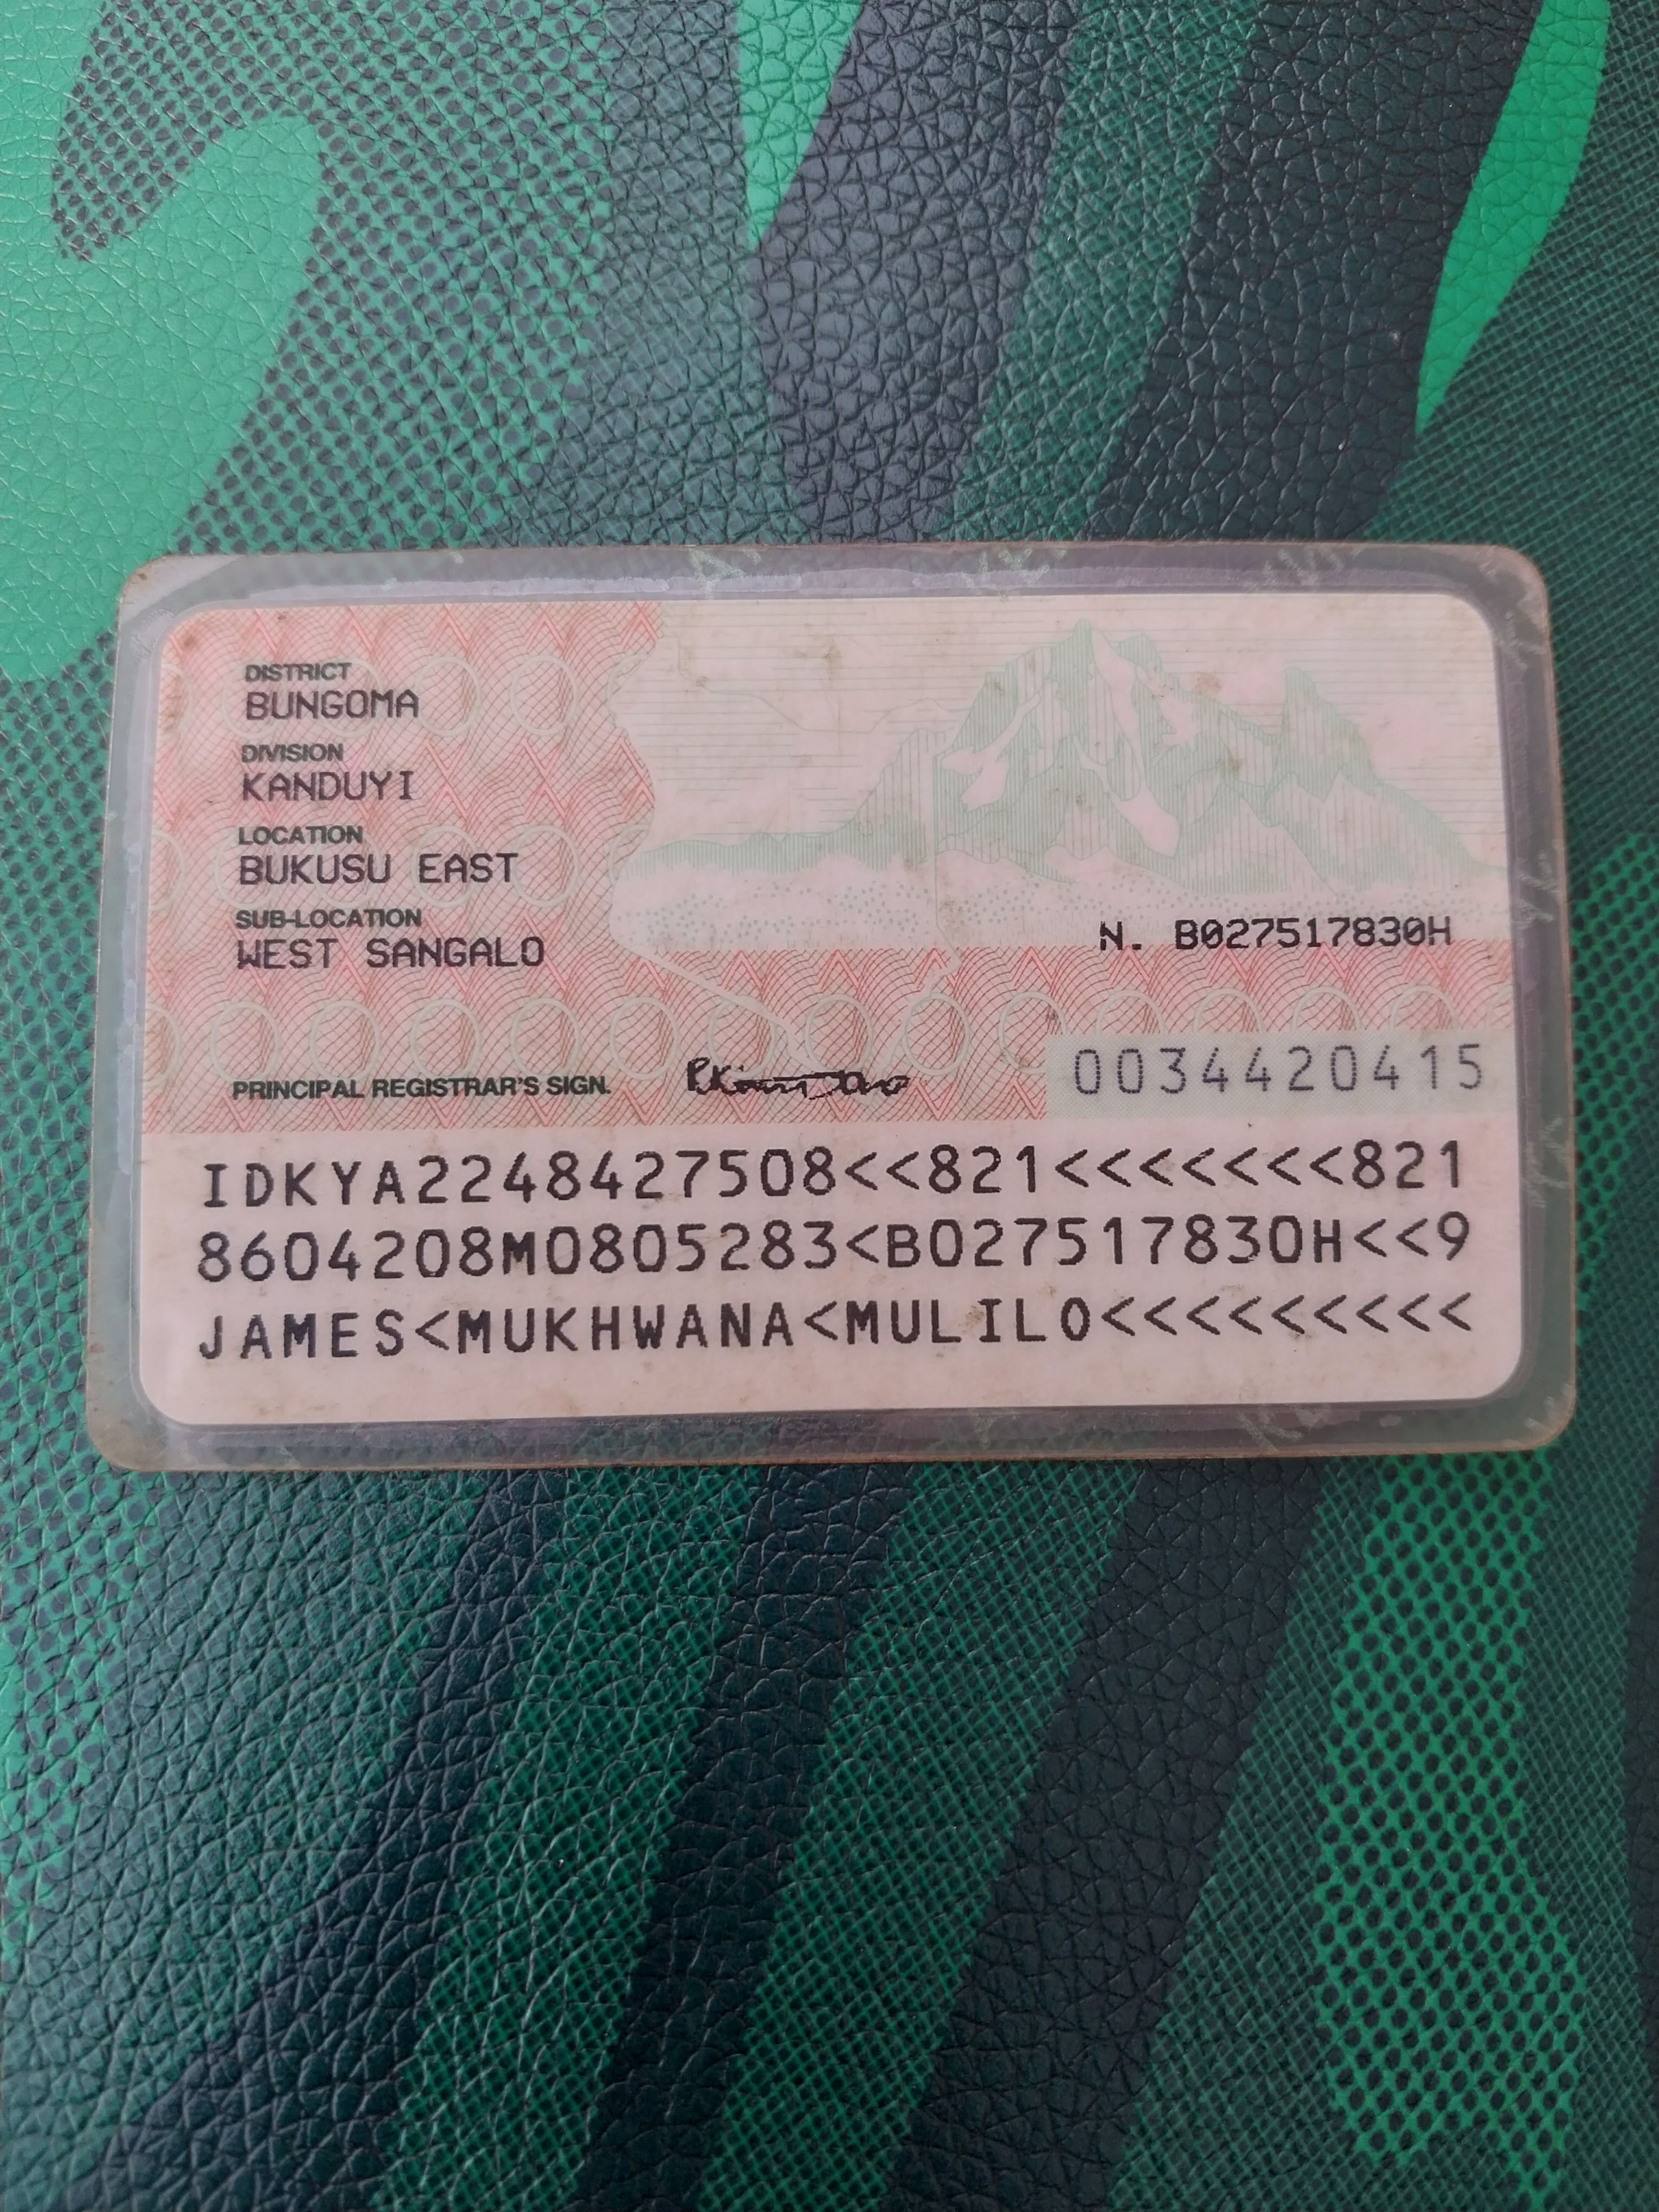 DISTRICT
BUNGOMA
DIVISION
KANDUYI
LOCATION
BUKUSU EAST
SUB-LOCATION
WEST SANGALO
N. B027517830H
PRINCIPAL REGISTRAR'S SIGN.
0034420415
IDKYA2248427508<<821<<<<<<<821
8604208M0805283<B027517830H<<9
JAMES<MUKHWANA<MULILO<<<<<<<<<